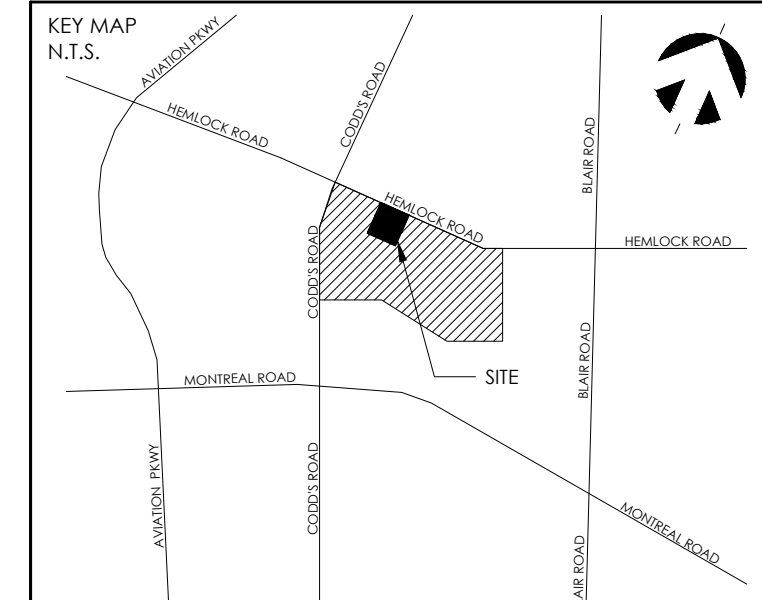 KEY MAP
N.T.S.
AVIATION PKWY
CODD'S ROAD
HEMLOCK ROAD
BLAIR ROAD
HEMLOCK ROAD
HEMLOCK ROAD
CODD'S ROAD
BLAIR ROAD
MONTREAL ROAD
SITE
AVIATION PKWY
CODD'S ROAD
MONTREAL ROAD
AIR ROAD